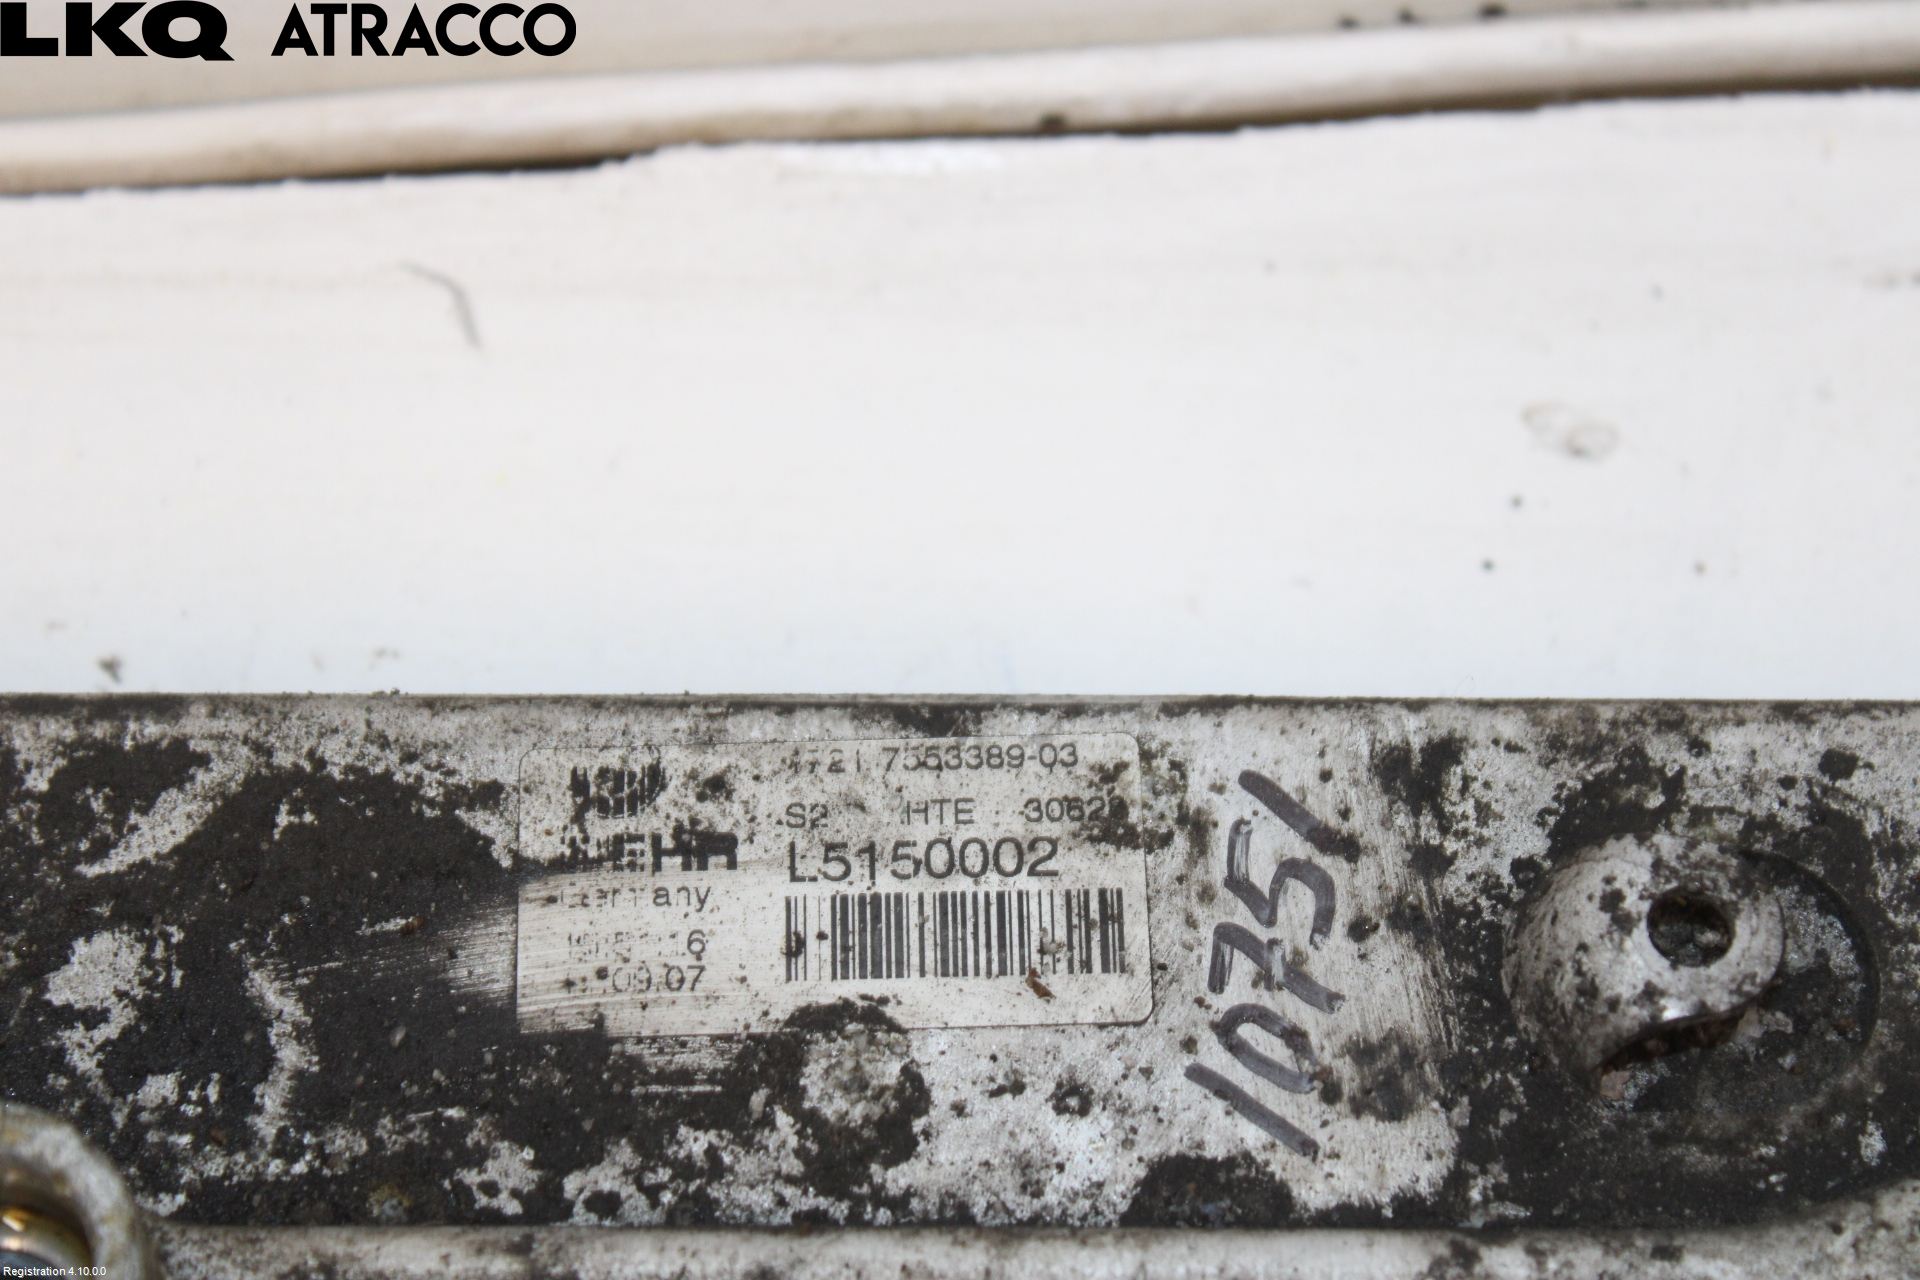 LKQ ATRACCO
7553389-03
S2 HTE
L5150002
Germany
09.07
10751
Registration 4.10.0.0